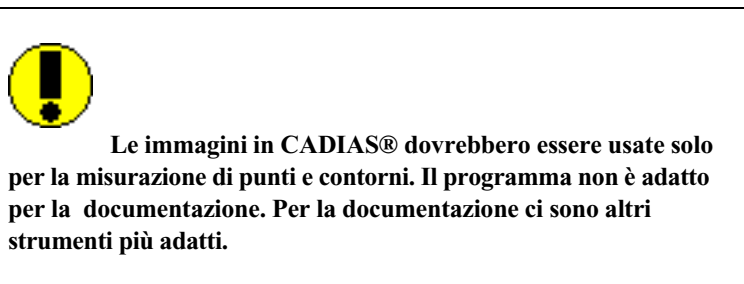 Le immagini in CADIAS® dovrebbero essere usate solo
per la misurazione di punti e contorni. Il programma non è adatto
per la  documentazione. Per la documentazione ci sono altri
strumenti più adatti.